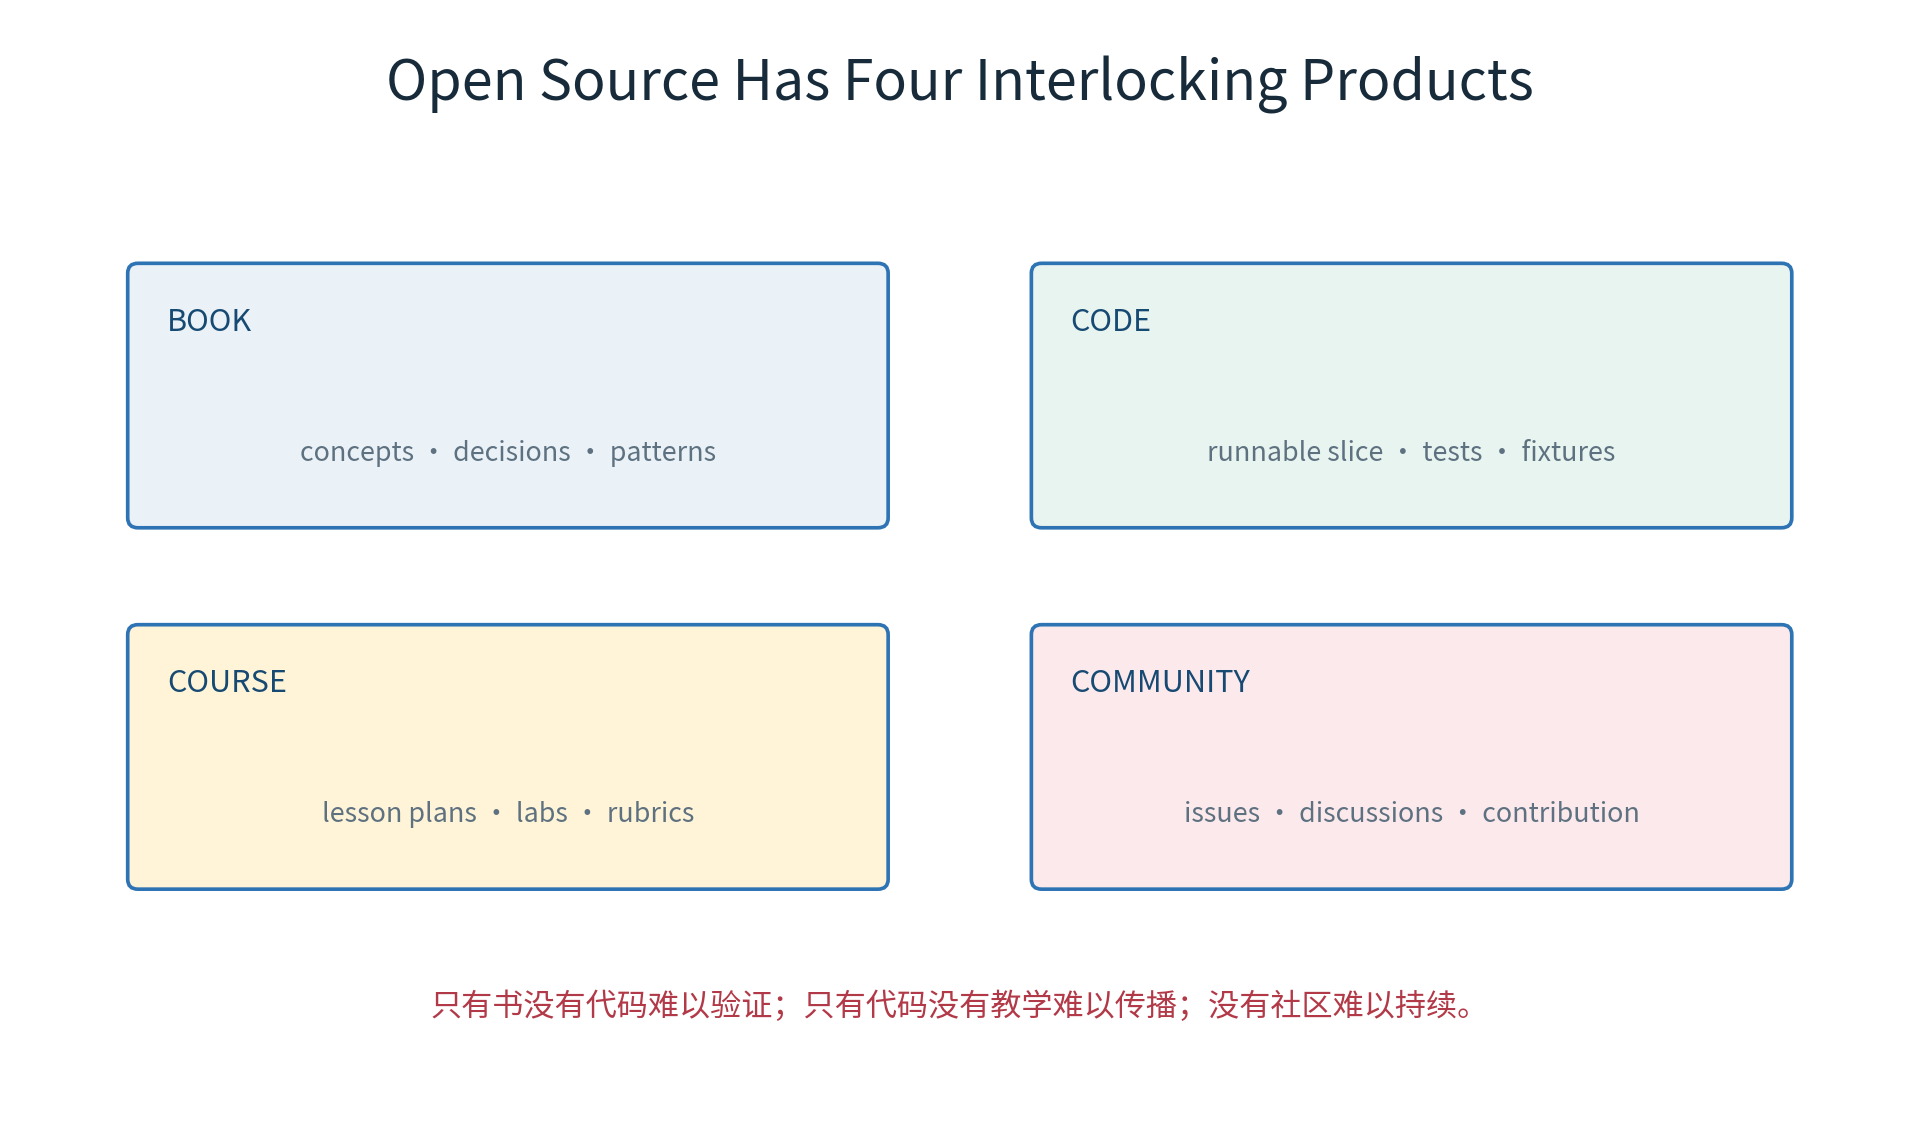 Open Source Has Four Interlocking Products
BOOK
concepts • decisions • patterns
CODE
runnable slice • tests • fixtures
COURSE
lesson plans • labs • rubrics
COMMUNITY
issues • discussions • contribution
只有书没有代码难以验证；只有代码没有教学难以传播；没有社区难以持续。